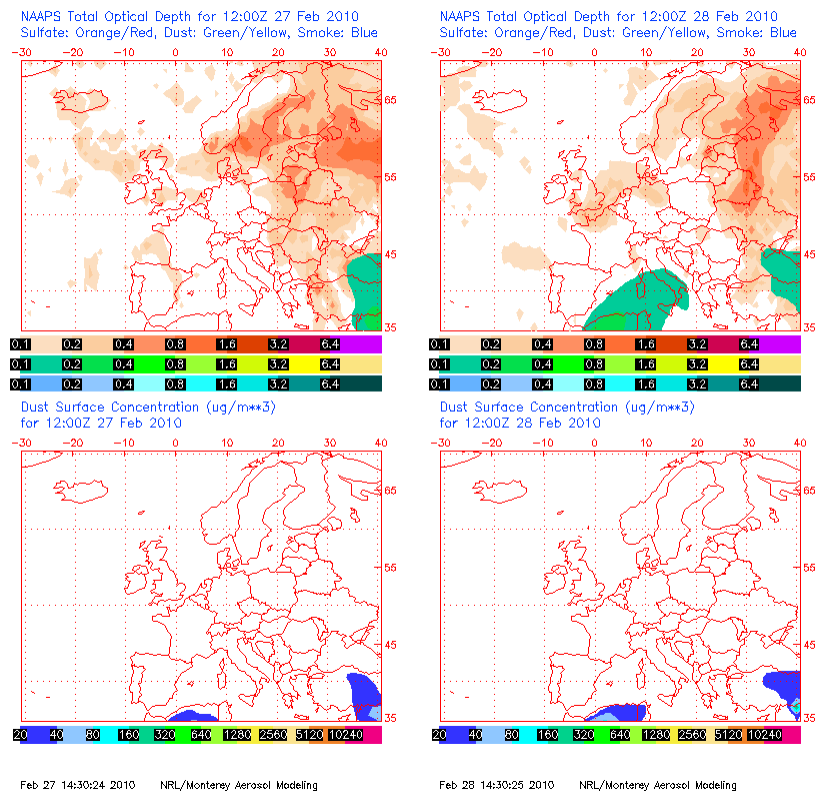 NAAPS Total Optical Depth for 12:00Z 27 Feb 2010
Sulfate: Orange/Red, Dust: Green/Yellow, Smoke: Blue
-30 -20 -10 0 10 20 30 40
65
55
45
35
0.1 0.2 0.4 0.8 1.6 3.2 6.4
0.1 0.2 0.4 0.8 1.6 3.2 6.4
0.1 0.2 0.4 0.8 1.6 3.2 6.4
NAAPS Total Optical Depth for 12:00Z 28 Feb 2010
Sulfate: Orange/Red, Dust: Green/Yellow, Smoke: Blue
-30 -20 -10 0 10 20 30 40
65
55
45
35
0.1 0.2 0.4 0.8 1.6 3.2 6.4
0.1 0.2 0.4 0.8 1.6 3.2 6.4
0.1 0.2 0.4 0.8 1.6 3.2 6.4
Dust Surface Concentration (ug/m**3)
for 12:00Z 27 Feb 2010
-30 -20 -10 0 10 20 30 40
65
55
45
35
20 40 80 160 320 640 1280 2560 5120 10240
Dust Surface Concentration (ug/m**3)
for 12:00Z 28 Feb 2010
-30 -20 -10 0 10 20 30 40
65
55
45
35
20 40 80 160 320 640 1280 2560 5120 10240
Feb 27 14:30:24 2010 NRL/Monterey Aerosol Modeling
Feb 28 14:30:25 2010 NRL/Monterey Aerosol Modeling